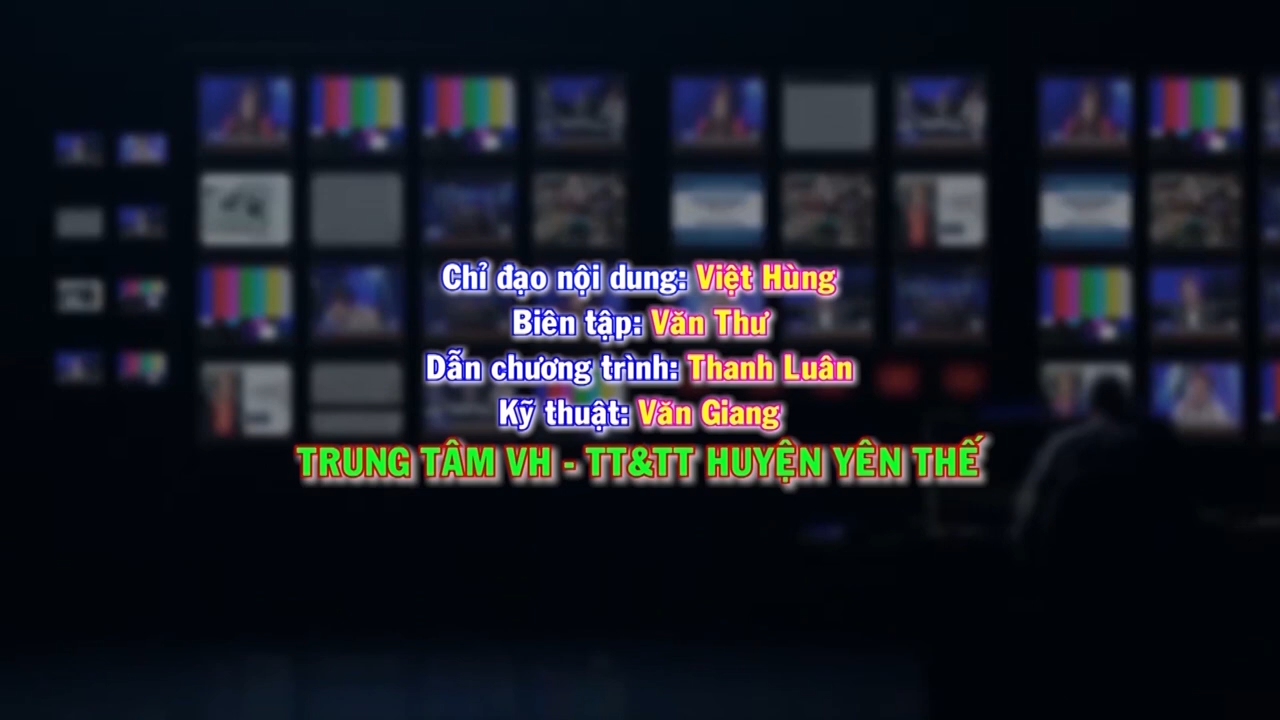 Chỉ đạo nội dung: Việt Hùng
Biên tập: Văn Thư
Dẫn chương trình: Thanh Luân
Kỹ thuật: Văn Giang
TRUNG TÂM VH - TT&TT HUYỆN YÊN THẾ